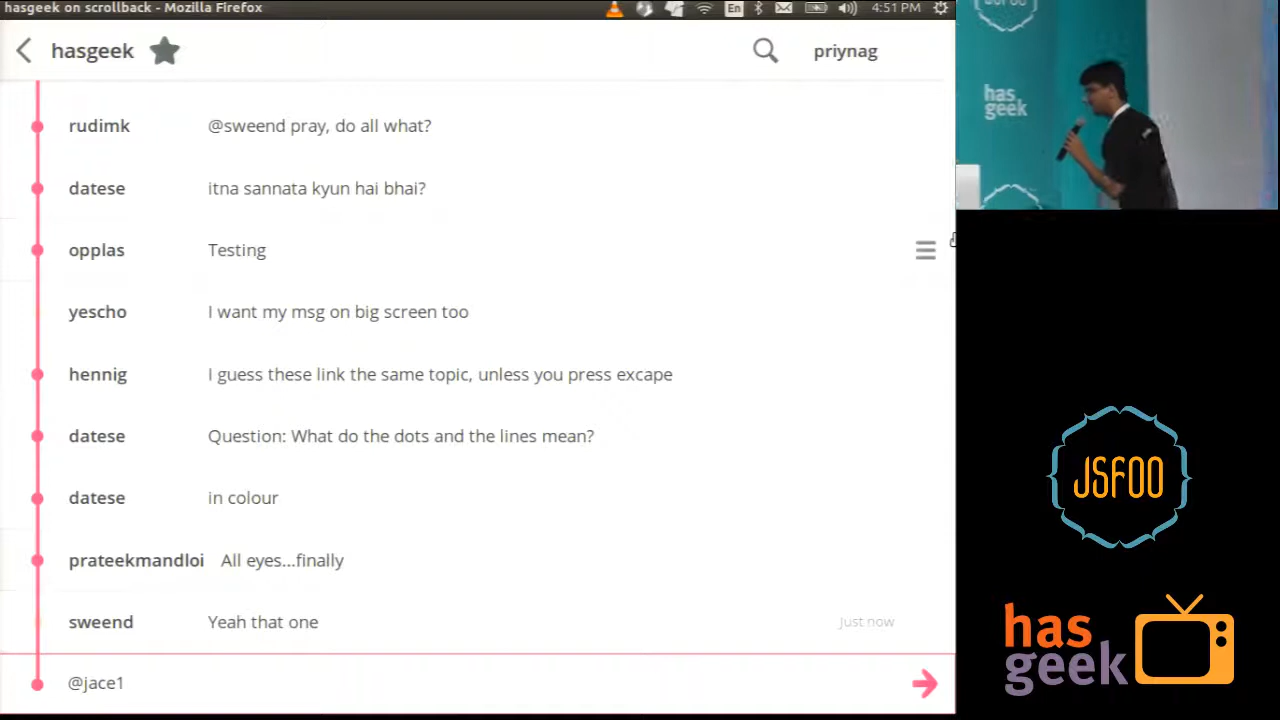 hasgeek on scrollback - Mozilla Firefox
En
4:51 PM
hasgeek
priynag
rudimk @sweend pray, do all what?
datese itna sannata kyun hai bhai?
opplas Testing
yescho I want my msg on big screen too
hennig I guess these link the same topic, unless you press excape
datese Question: What do the dots and the lines mean?
datese in colour
prateekmandloi All eyes...finally
sweend Yeah that one Just now
@jace1
has
geek
JSFOO
has
geek